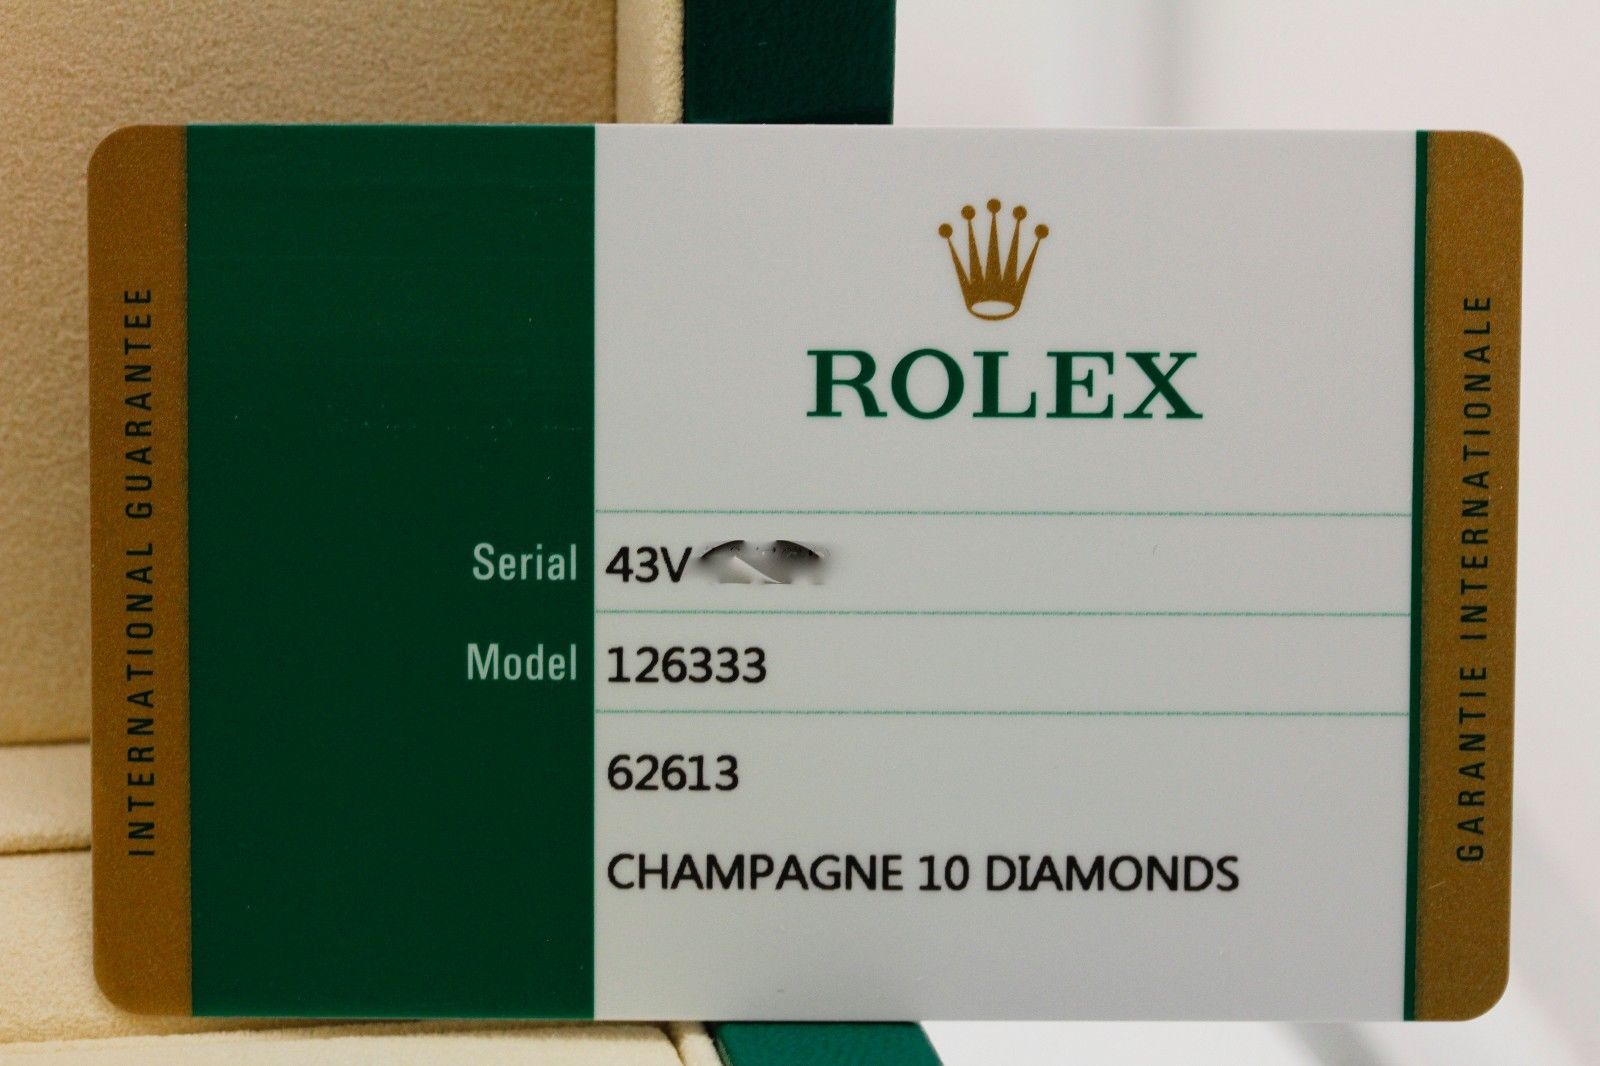 INTERNATIONAL GUARANTEE
ROLEX
Serial 43V
Model 126333
62613
CHAMPAGNE 10 DIAMONDS
GARANTIE INTERNATIONALE